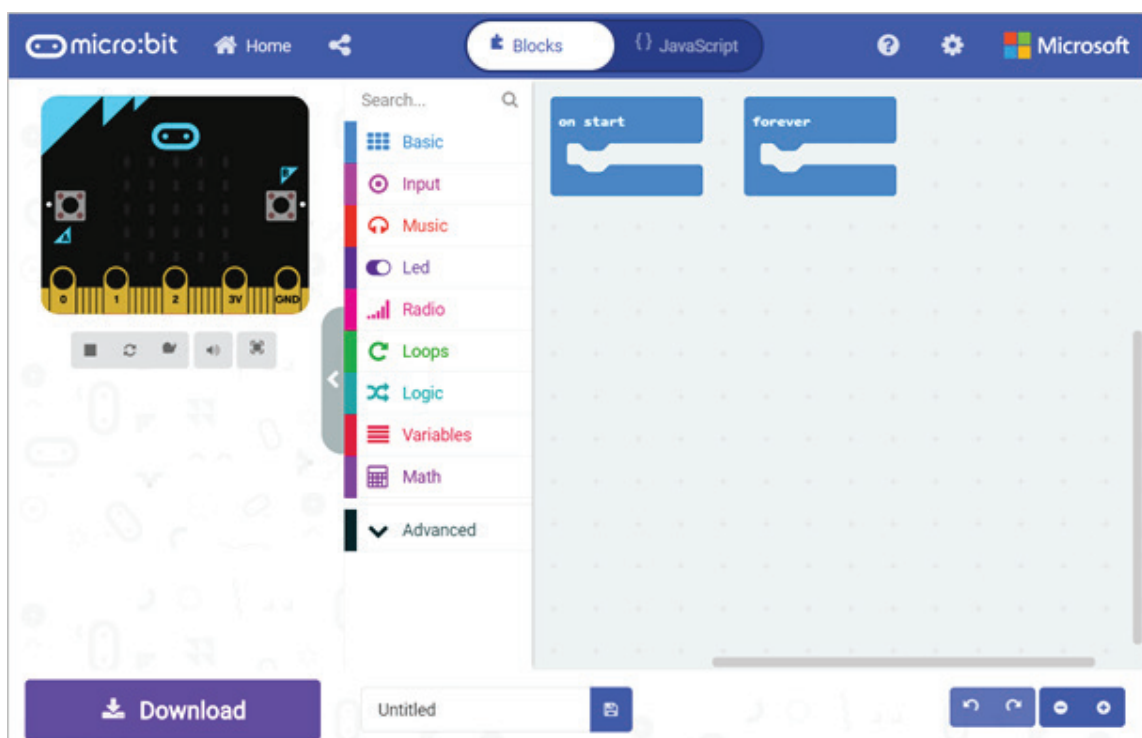 micro:bit Home Blocks {} JavaScript ? Microsoft
Search...
on start forever
Basic
Input
Music
Led
Radio
Loops
Logic
Variables
Math
Advanced
A
B
0 1 2 3V GND
Download
Untitled